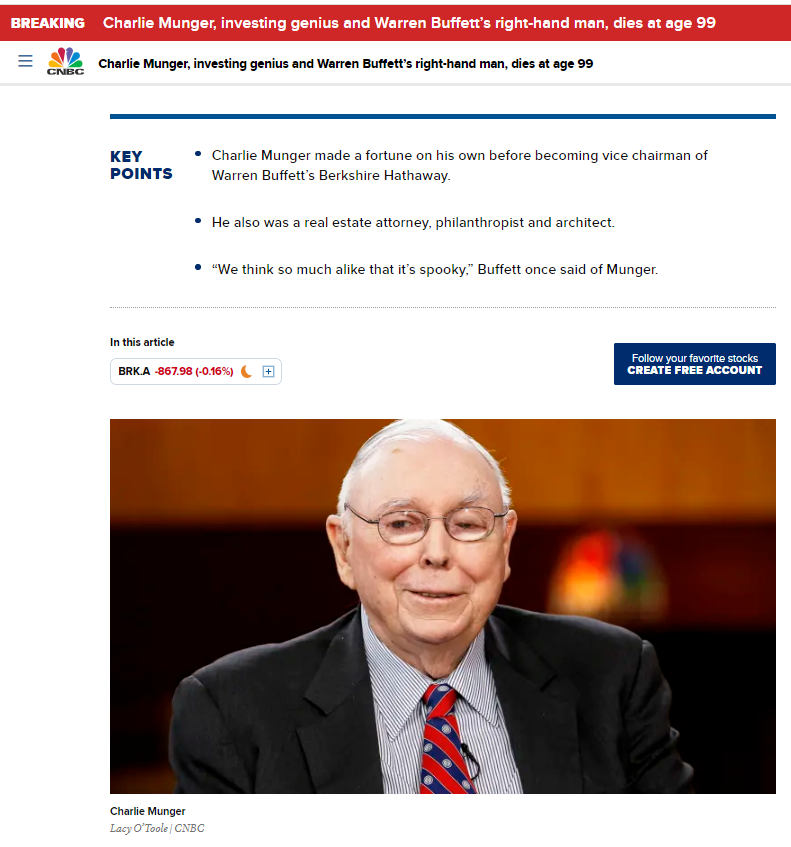 BREAKING Charlie Munger, investing genius and Warren Buffett’s right-hand man, dies at age 99
CNBC Charlie Munger, investing genius and Warren Buffett’s right-hand man, dies at age 99
KEY POINTS
• Charlie Munger made a fortune on his own before becoming vice chairman of
Warren Buffett’s Berkshire Hathaway.
• He also was a real estate attorney, philanthropist and architect.
• “We think so much alike that it’s spooky,” Buffett once said of Munger.
In this article
BRK.A -867.98 (-0.16%)
Follow your favorite stocks
CREATE FREE ACCOUNT
Charlie Munger
Lacy O’Toole | CNBC